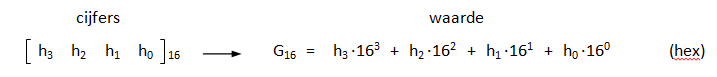 cijfers waarde
[ h₃ h₂ h₁ h₀ ]₁₆ ⟶ G₁₆ = h₃·16³ + h₂·16² + h₁·16¹ + h₀·16⁰ (hex)